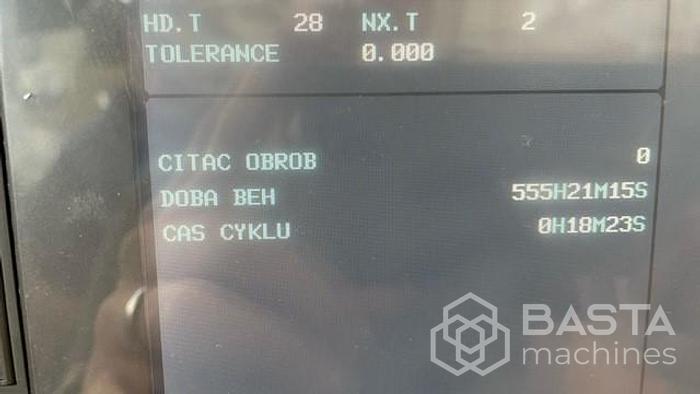 HD.T 28 NX.T 2
TOLERANCE 0.000
CITAC OBROB 0
DOBA BEH 555H21M15S
CAS CYKLU 0H18M23S
BASTA
machines